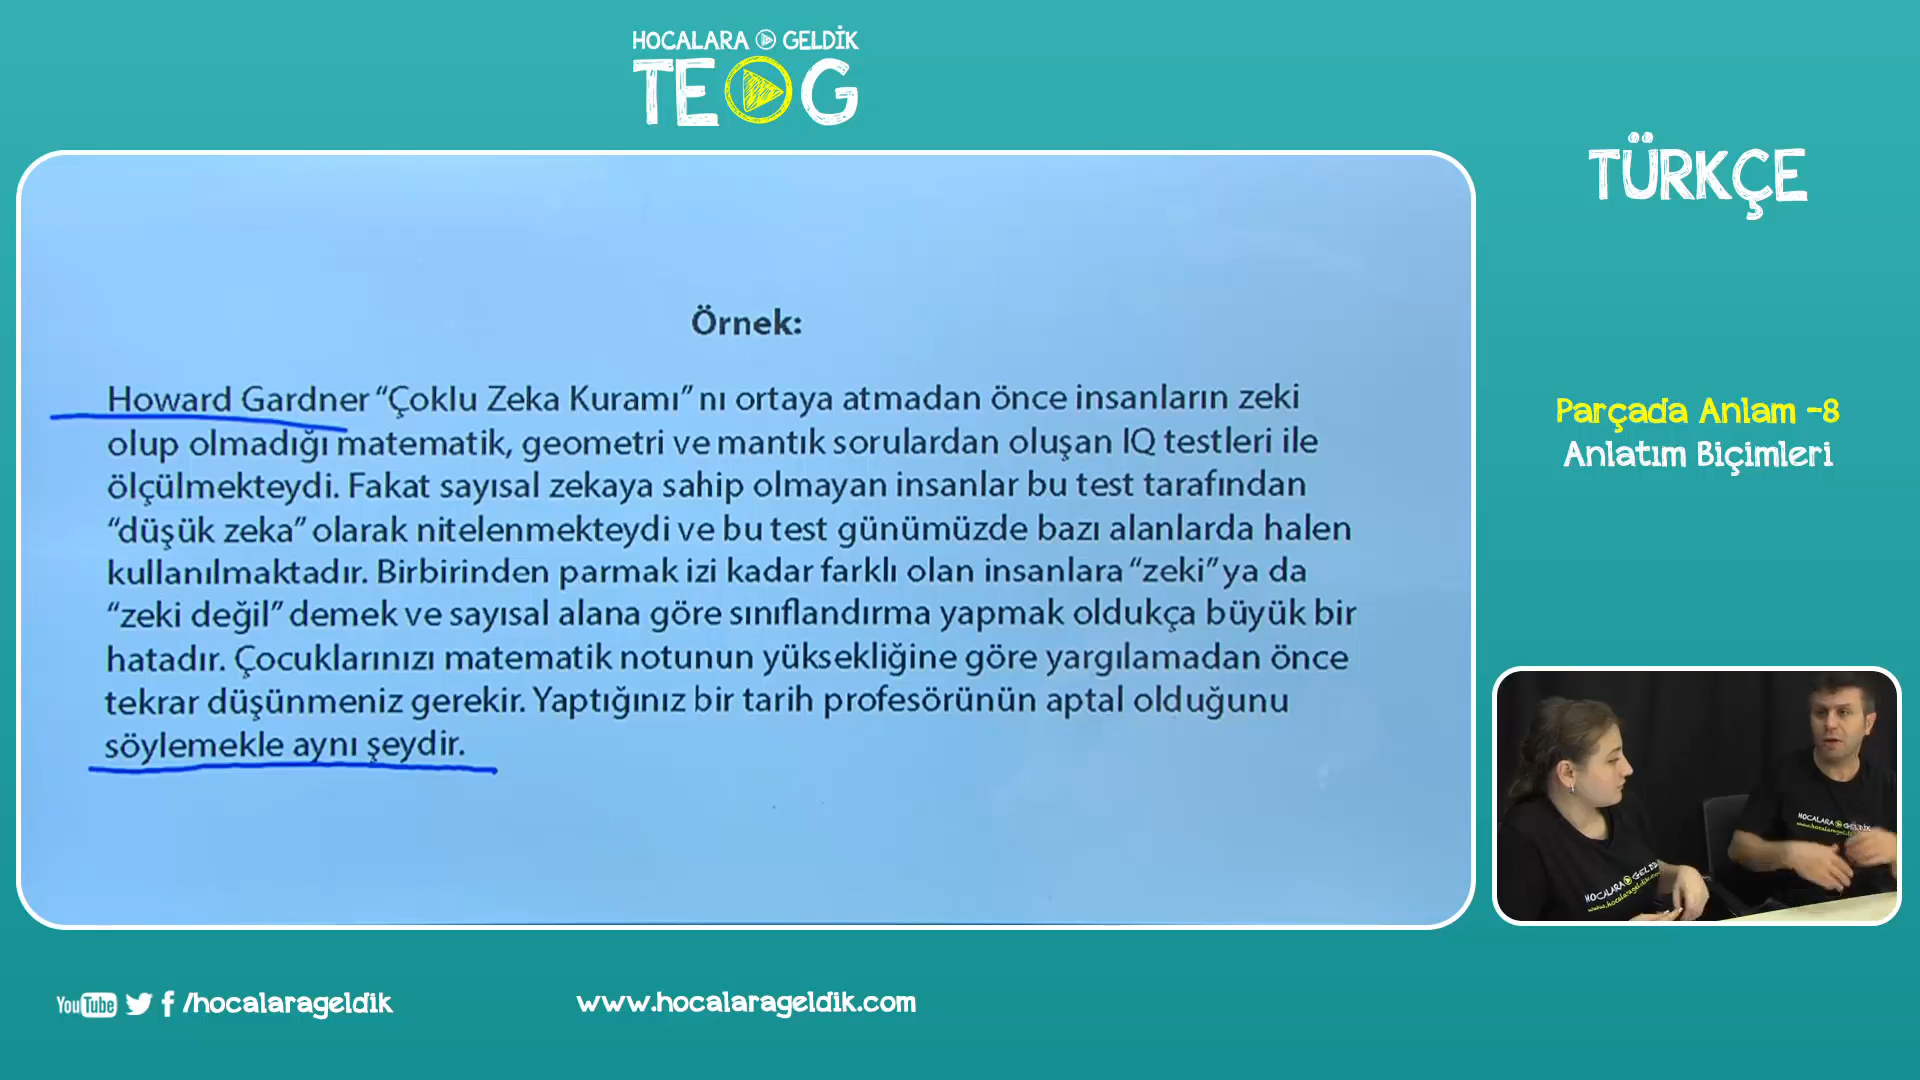 HOCALARA GELDİK
TEOG
TÜRKÇE
Örnek:
Howard Gardner “Çoklu Zeka Kuramı” nı ortaya atmadan önce insanların zeki
olup olmadığı matematik, geometri ve mantık sorulardan oluşan IQ testleri ile
ölçülmekteydi. Fakat sayısal zekaya sahip olmayan insanlar bu test tarafından
“düşük zeka” olarak nitelenmekteydi ve bu test günümüzde bazı alanlarda halen
kullanılmaktadır. Birbirinden parmak izi kadar farklı olan insanlara “zeki” ya da
“zeki değil” demek ve sayısal alana göre sınıflandırma yapmak oldukça büyük bir
hatadır. Çocuklarınızı matematik notunun yüksekliğine göre yargılamadan önce
tekrar düşünmeniz gerekir. Yaptığınız bir tarih profesörünün aptal olduğunu
söylemekle aynı şeydir.
Parçada Anlam -8
Anlatım Biçimleri
HOCALARA GELDİK
HOCALARA GELDİK
YouTube f /hocalarageldik
www.hocalarageldik.com